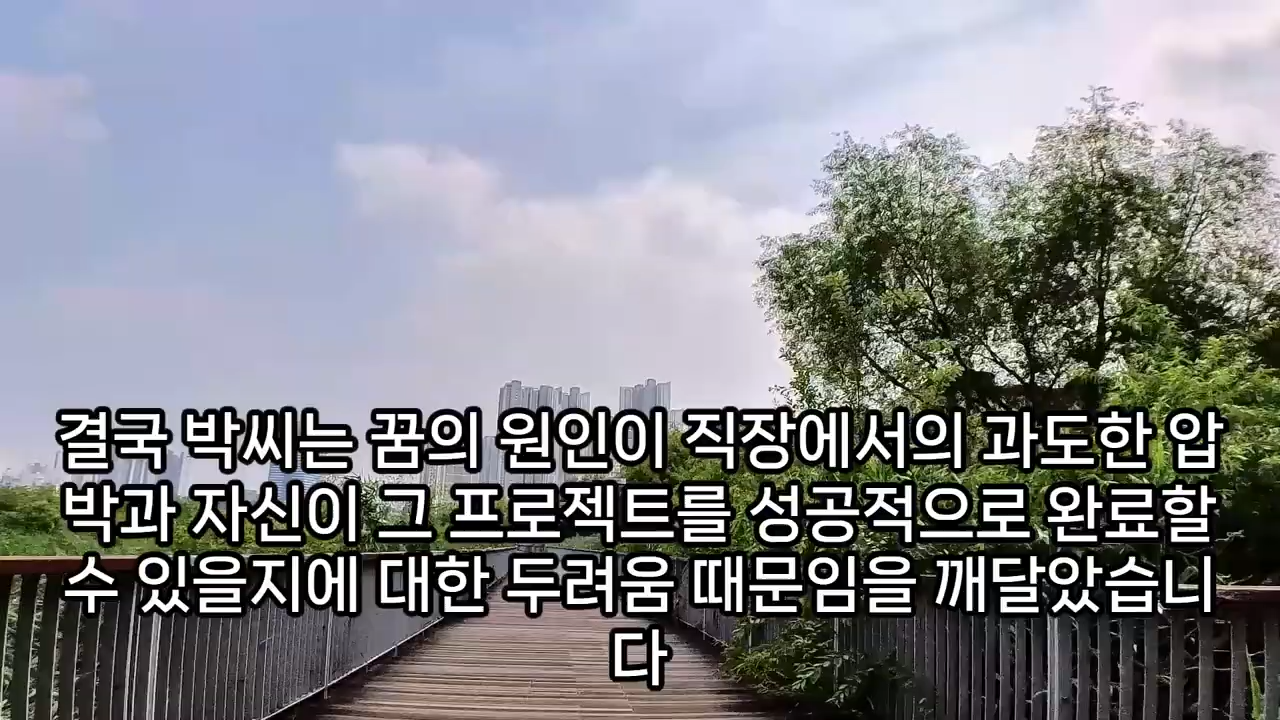 결국 박씨는 꿈의 원인이 직장에서의 과도한 압
박과 자신이 그 프로젝트를 성공적으로 완료할
수 있을지에 대한 두려움 때문임을 깨달았습니
다